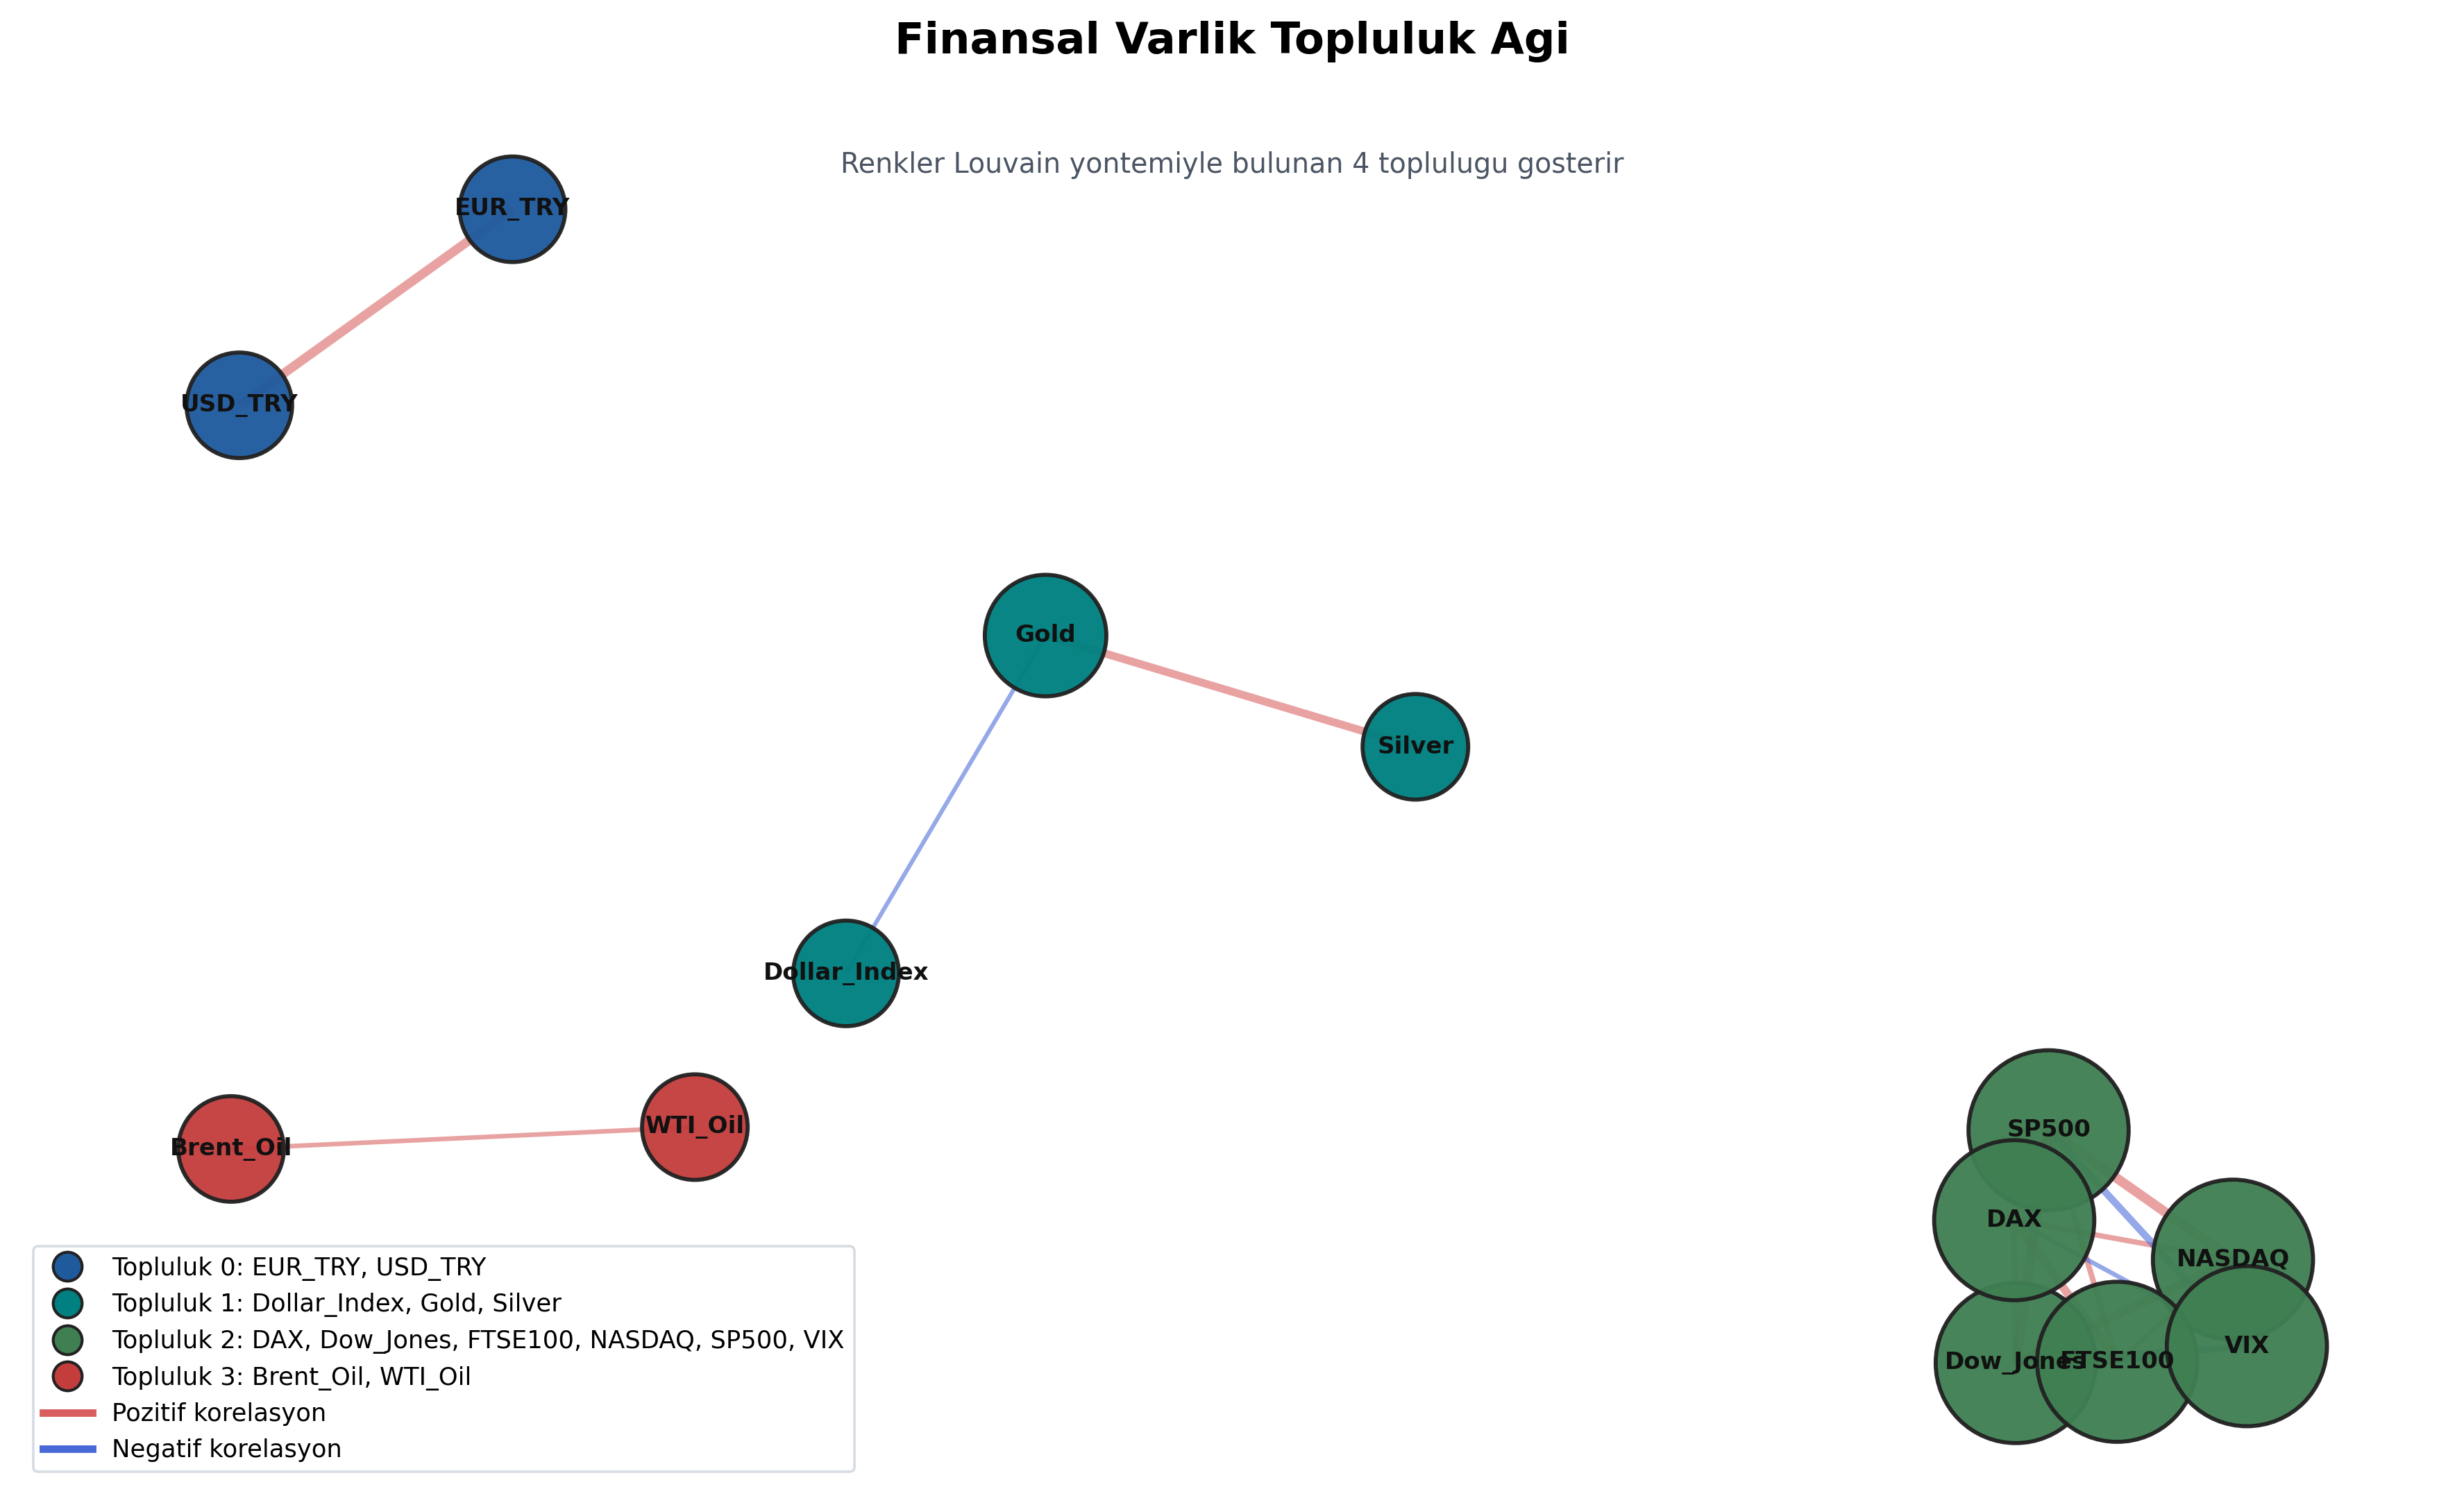 Finansal Varlik Topluluk Agi
Renkler Louvain yontemiyle bulunan 4 toplulugu gosterir
EUR_TRY
USD_TRY
Gold
Silver
Dollar_Index
WTI_Oil
Brent_Oil
SP500
DAX
NASDAQ
VIX
Dow_Jones
FTSE100
Topluluk 0: EUR_TRY, USD_TRY
Topluluk 1: Dollar_Index, Gold, Silver
Topluluk 2: DAX, Dow_Jones, FTSE100, NASDAQ, SP500, VIX
Topluluk 3: Brent_Oil, WTI_Oil
Pozitif korelasyon
Negatif korelasyon